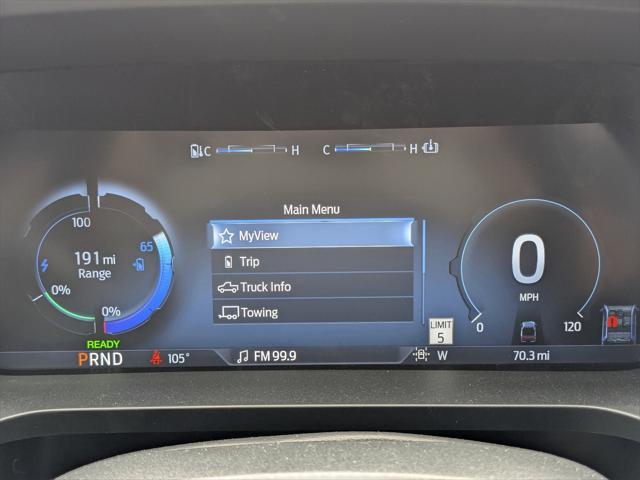 C H C H
Main Menu
MyView
Trip
Truck Info
Towing
100
191 mi
Range
65
0%
0%
READY
PRND
105°
FM 99.9
LIMIT
5
W
0
MPH
0 120
70.3 mi